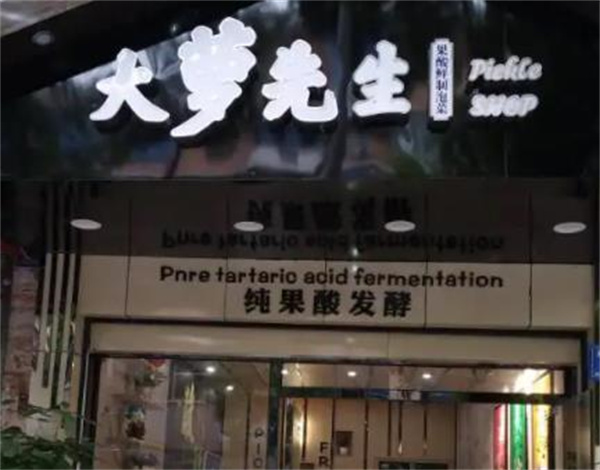 大萝先生
果酸鲜制泡菜
Pickle
SHOP
Pnre tartaric acid fermentation
纯果酸发酵